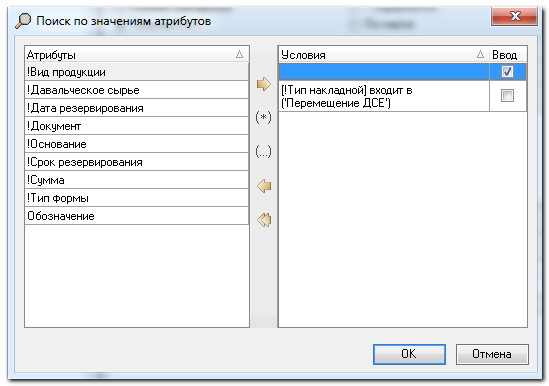 Поиск по значениям атрибутов
Атрибуты
!Вид продукции
!Давальческое сырье
!Дата резервирования
!Документ
!Основание
!Срок резервирования
!Сумма
!Тип формы
Обозначение
(*)
(...)
Условия
Ввод
[!Тип накладной] входит в
('Перемещение ДСЕ')
OK
Отмена